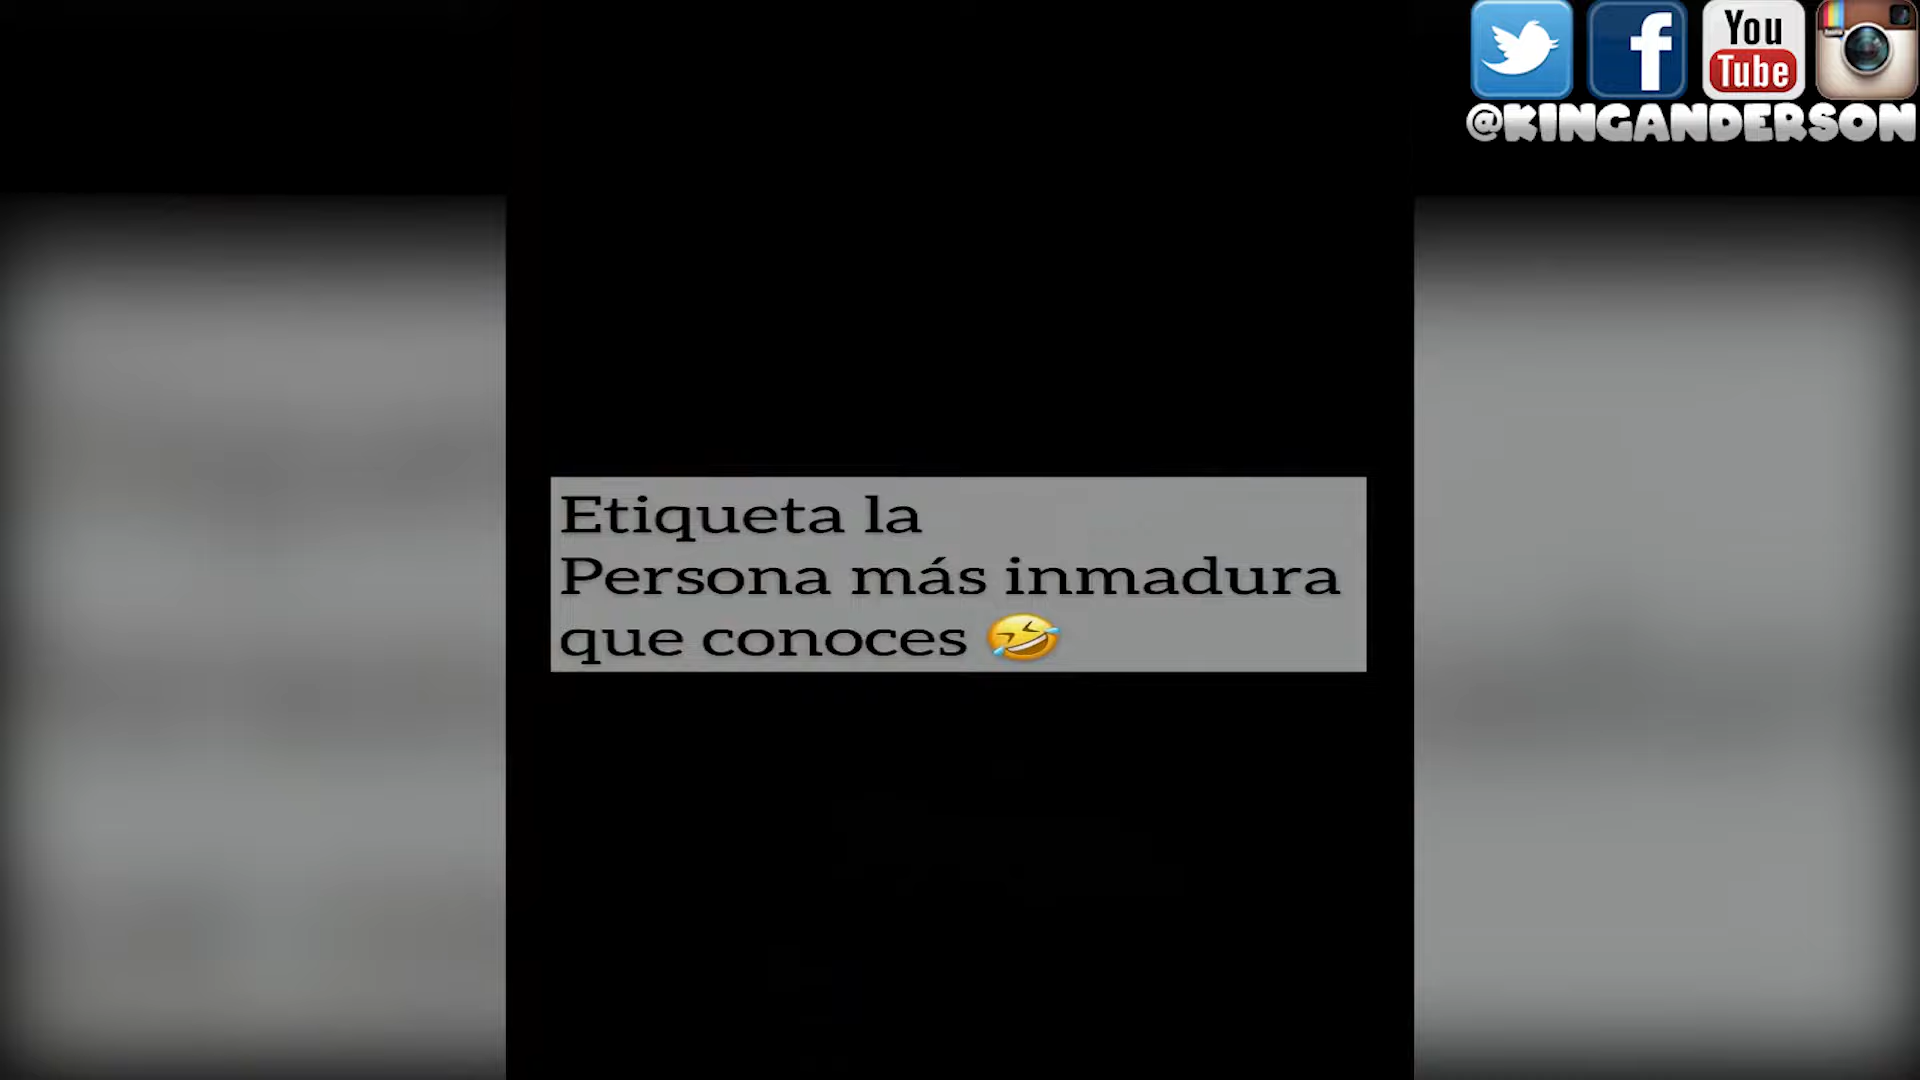 You
Tube
@KINGANDERSON
Etiqueta la
Persona más inmadura
que conoces 🤣